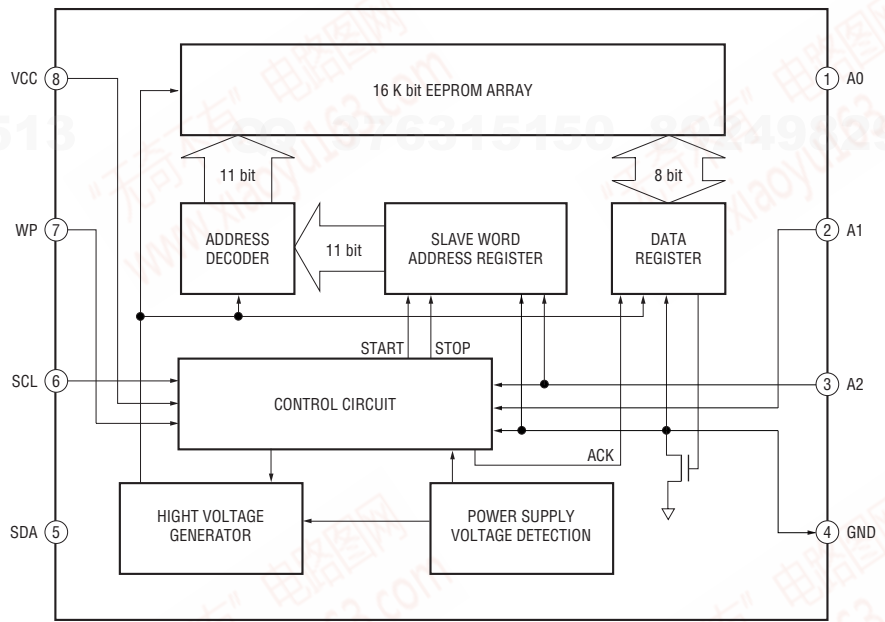 16 K bit EEPROM ARRAY
VCC 8
1 A0
11 bit
8 bit
WP 7
ADDRESS
DECODER
11 bit
SLAVE WORD
ADDRESS REGISTER
DATA
REGISTER
2 A1
START
STOP
SCL 6
CONTROL CIRCUIT
3 A2
ACK
SDA 5
HIGHT VOLTAGE
GENERATOR
POWER SUPPLY
VOLTAGE DETECTION
4 GND